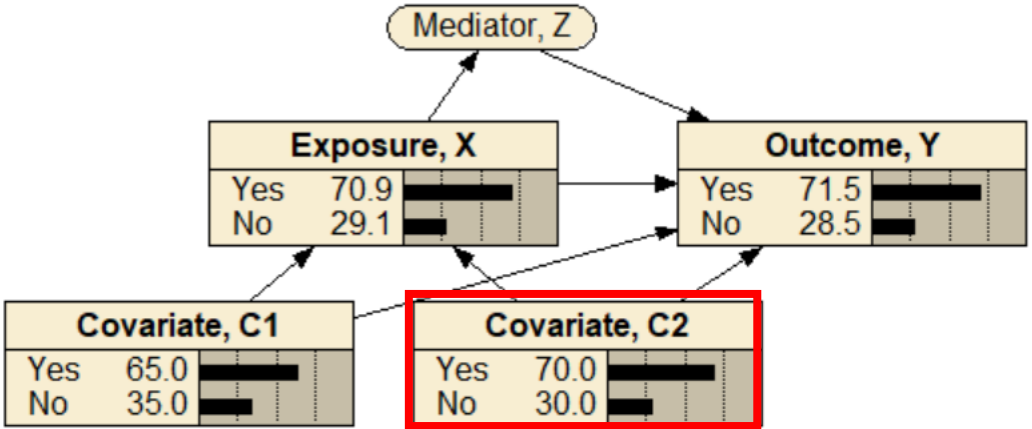 Mediator, Z
Exposure, X
Yes 70.9
No 29.1
Outcome, Y
Yes 71.5
No 28.5
Covariate, C1
Yes 65.0
No 35.0
Covariate, C2
Yes 70.0
No 30.0